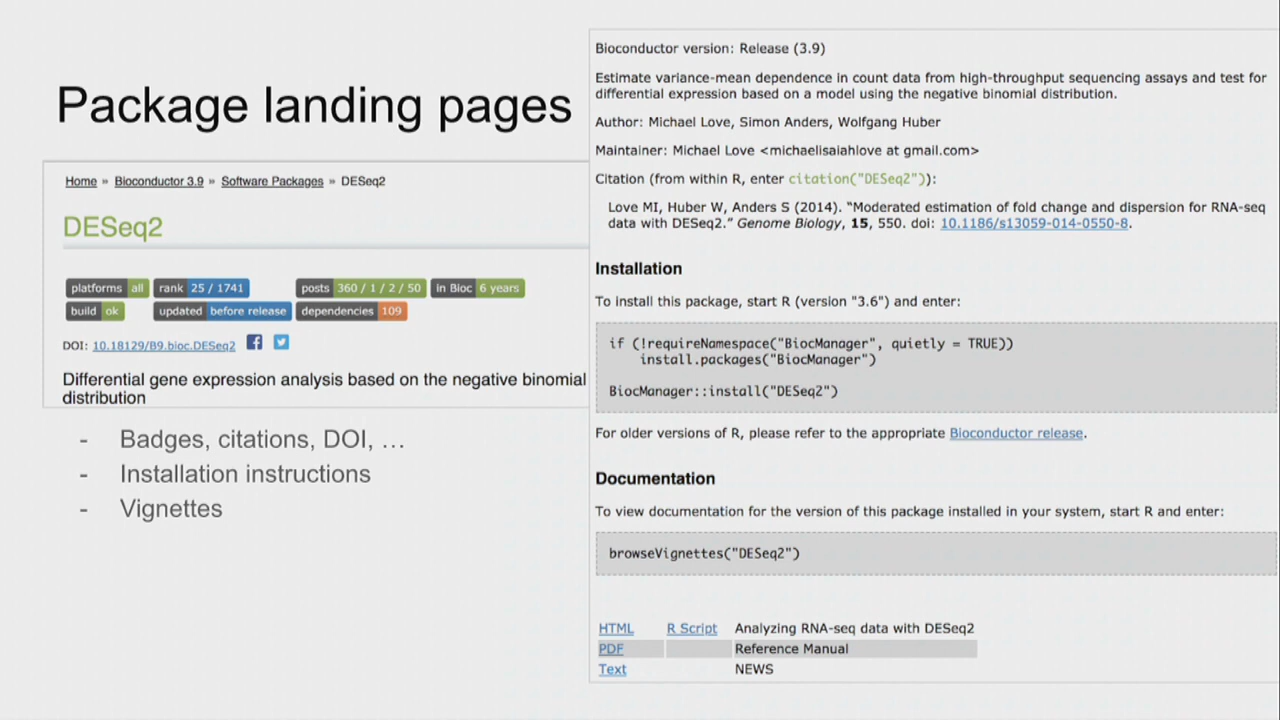 Package landing pages
Home » Bioconductor 3.9 » Software Packages » DESeq2
DESeq2
platforms all rank 25 / 1741 posts 360 / 1 / 2 / 50 in Bioc 6 years
build ok updated before release dependencies 109
DOI: 10.18129/B9.bioc.DESeq2
Differential gene expression analysis based on the negative binomial
distribution
- Badges, citations, DOI, …
- Installation instructions
- Vignettes
Bioconductor version: Release (3.9)
Estimate variance-mean dependence in count data from high-throughput sequencing assays and test for
differential expression based on a model using the negative binomial distribution.
Author: Michael Love, Simon Anders, Wolfgang Huber
Maintainer: Michael Love <michaelisaiahlove at gmail.com>
Citation (from within R, enter citation("DESeq2")):
Love MI, Huber W, Anders S (2014). “Moderated estimation of fold change and dispersion for RNA-seq
data with DESeq2.” Genome Biology, 15, 550. doi: 10.1186/s13059-014-0550-8.
Installation
To install this package, start R (version "3.6") and enter:
if (!requireNamespace("BiocManager", quietly = TRUE))
install.packages("BiocManager")
BiocManager::install("DESeq2")
For older versions of R, please refer to the appropriate Bioconductor release.
Documentation
To view documentation for the version of this package installed in your system, start R and enter:
browseVignettes("DESeq2")
HTML R Script Analyzing RNA-seq data with DESeq2
PDF Reference Manual
Text NEWS